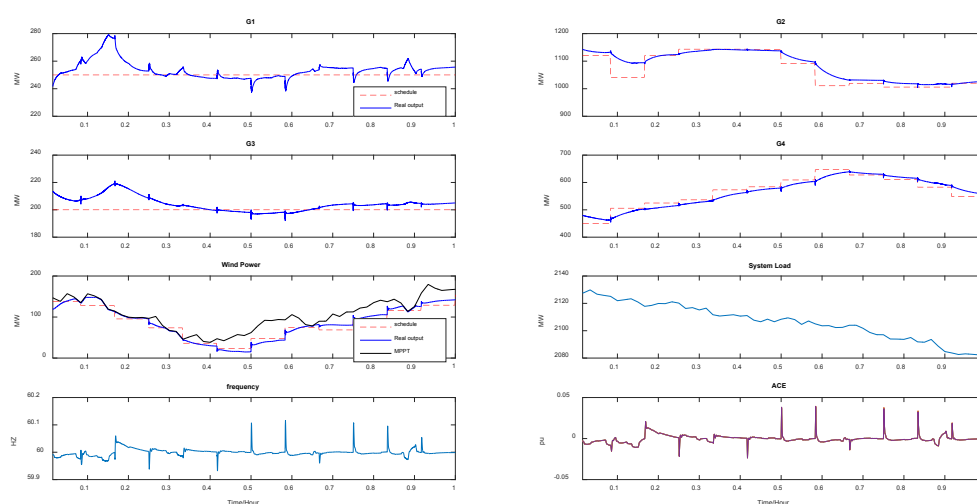 G1
MW
280
260
240
220
0.1 0.2 0.3 0.4 0.5 0.6 0.7 0.8 0.9 1
schedule
Real output
G2
MW
1200
1100
1000
900
0.1 0.2 0.3 0.4 0.5 0.6 0.7 0.8 0.9
G3
MW
240
220
200
180
0.1 0.2 0.3 0.4 0.5 0.6 0.7 0.8 0.9 1
G4
MW
700
600
500
400
0.1 0.2 0.3 0.4 0.5 0.6 0.7 0.8 0.9
Wind Power
MW
200
100
0
0.1 0.2 0.3 0.4 0.5 0.6 0.7 0.8 0.9 1
schedule
Real output
MPPT
System Load
MW
2140
2120
2100
2080
0.1 0.2 0.3 0.4 0.5 0.6 0.7 0.8 0.9
frequency
HZ
60.2
60.1
60
59.9
0.1 0.2 0.3 0.4 0.5 0.6 0.7 0.8 0.9 1
Time/Hour
ACE
pu
0.05
0
-0.05
0.1 0.2 0.3 0.4 0.5 0.6 0.7 0.8 0.9
Time/Hour